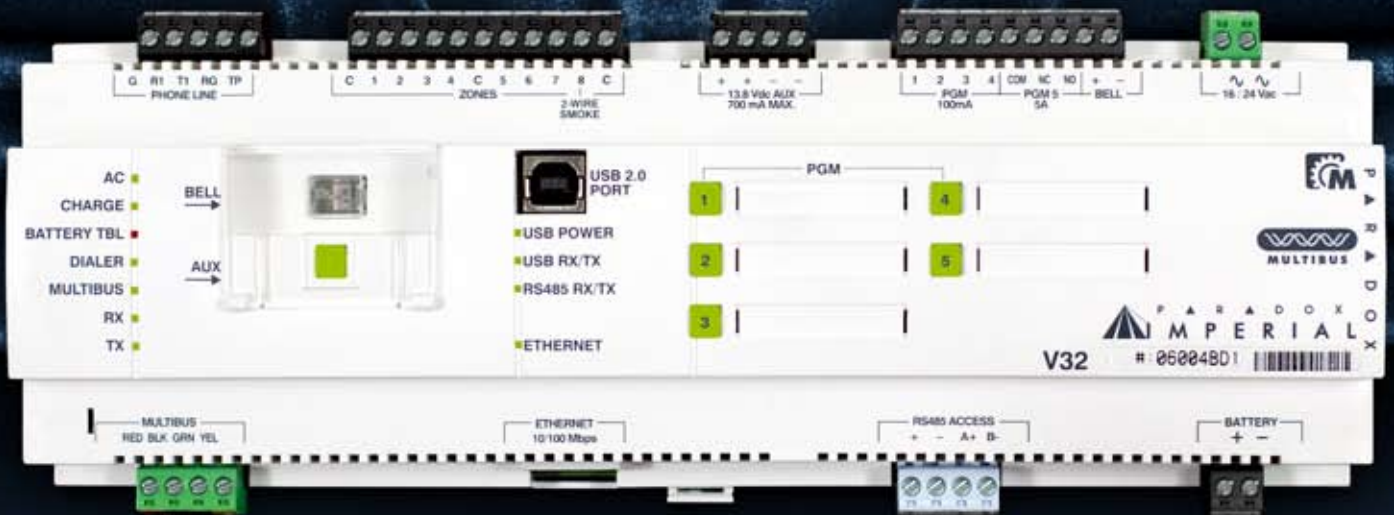 G R1 T1 RG TP
PHONE LINE
C 1 2 3 4 C 5 6 7 8 C
ZONES
2-WIRE
SMOKE
+ + - -
13.8 Vdc AUX
700 mA MAX.
1 2 3 4 COM NC NO + -
PGM
100mA
PGM 5
5A
BELL
16 / 24 Vac
AC
CHARGE
BATTERY TBL
DIALER
MULTIBUS
RX
TX
BELL
AUX
USB 2.0
PORT
USB POWER
USB RX/TX
RS485 RX/TX
ETHERNET
PGM
1
2
3
4
5
M
MULTIBUS
PARADOX
PARADOX
IMPERIAL
V32 #: 06004BD1
MULTIBUS
RED BLK GRN YEL
ETHERNET
10/100 Mbps
RS485 ACCESS
+ - A+ B-
BATTERY
+ -